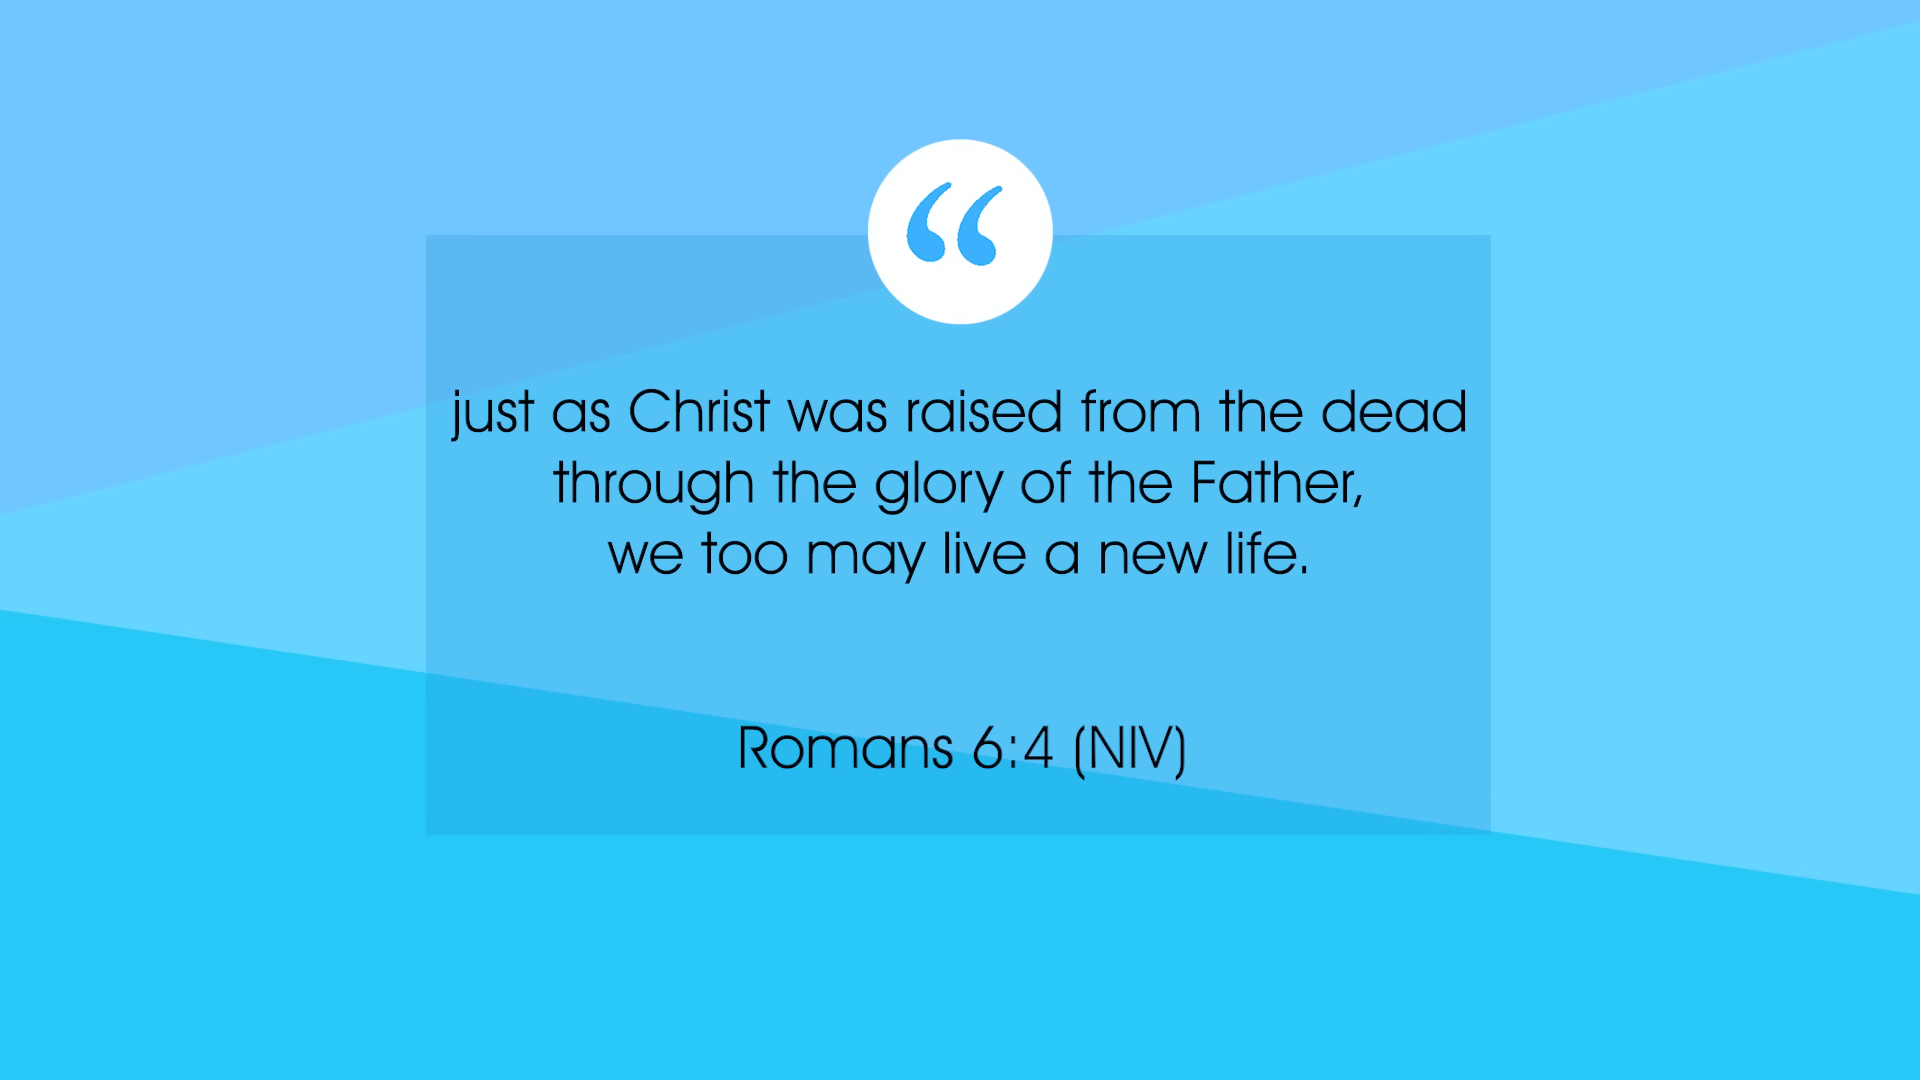 “
just as Christ was raised from the dead
through the glory of the Father,
we too may live a new life.
Romans 6:4 (NIV)